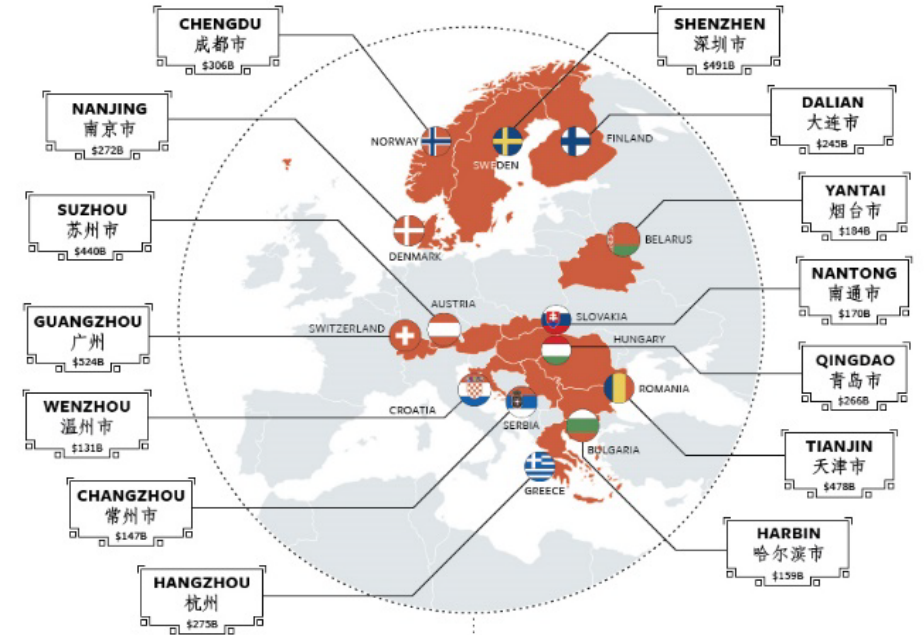 CHENGDU
成都市
$306B
SHENZHEN
深圳市
$491B
NANJING
南京市
$272B
DALIAN
大连市
$245B
SUZHOU
苏州市
$440B
YANTAI
烟台市
$184B
GUANGZHOU
广州
$524B
NANTONG
南通市
$170B
WENZHOU
温州市
$131B
QINGDAO
青岛市
$266B
CHANGZHOU
常州市
$147B
TIANJIN
天津市
$478B
HANGZHOU
杭州
$275B
HARBIN
哈尔滨市
$159B
NORWAY
SWEDEN
FINLAND
DENMARK
BELARUS
AUSTRIA
SWITZERLAND
SLOVAKIA
HUNGARY
CROATIA
SERBIA
ROMANIA
BULGARIA
GREECE